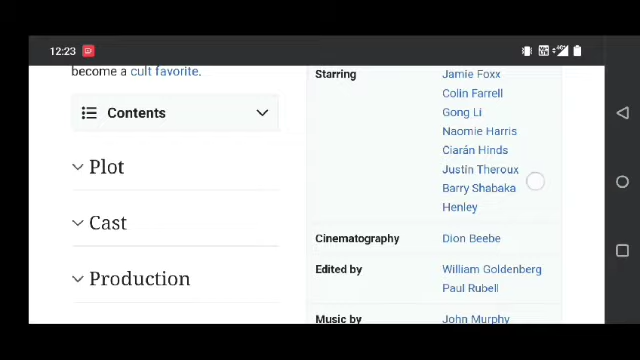 12:23
become a cult favorite.
Contents
Plot
Cast
Production
Starring
Jamie Foxx
Colin Farrell
Gong Li
Naomie Harris
Ciarán Hinds
Justin Theroux
Barry Shabaka
Henley
Cinematography
Dion Beebe
Edited by
William Goldenberg
Paul Rubell
Music by
John Murphy